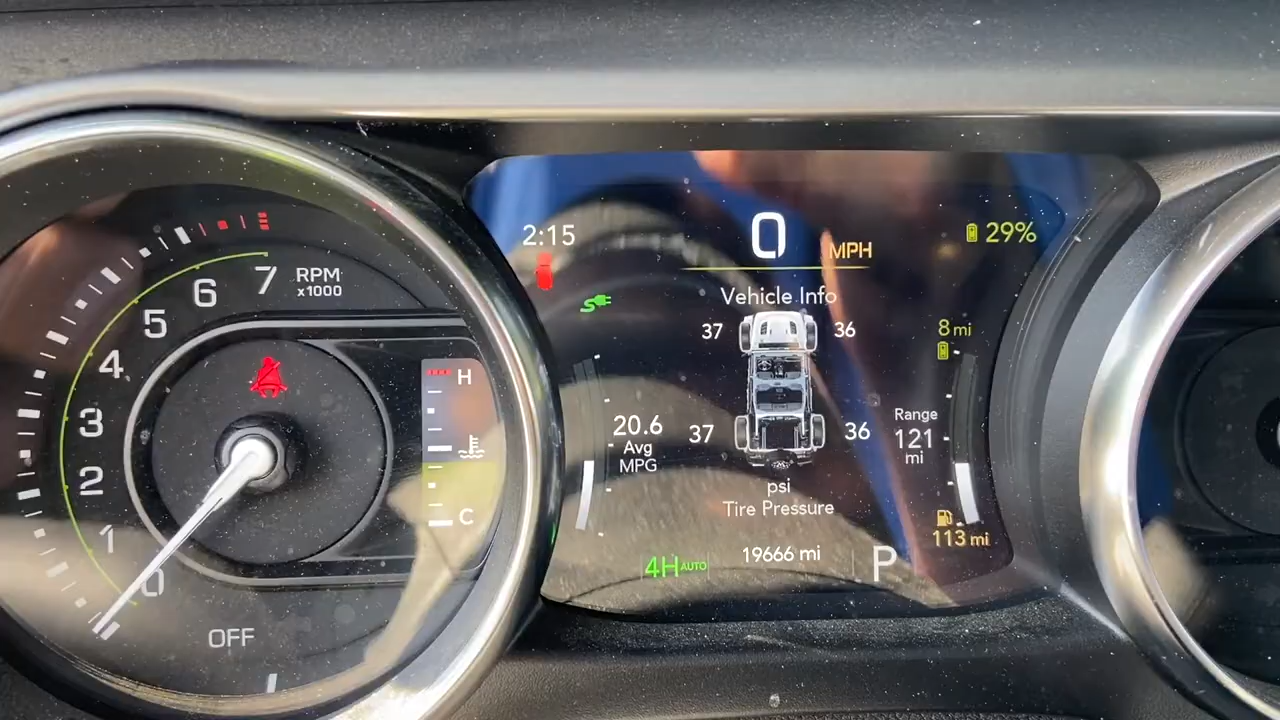 7
RPM
x1000
6
5
4
3
2
1
0
OFF
H
C
2:15
0
MPH
29%
Vehicle Info
37
36
8 mi
20.6
Avg
MPG
37
36
Range
121
mi
psi
Tire Pressure
113 mi
4H AUTO
19666 mi
P